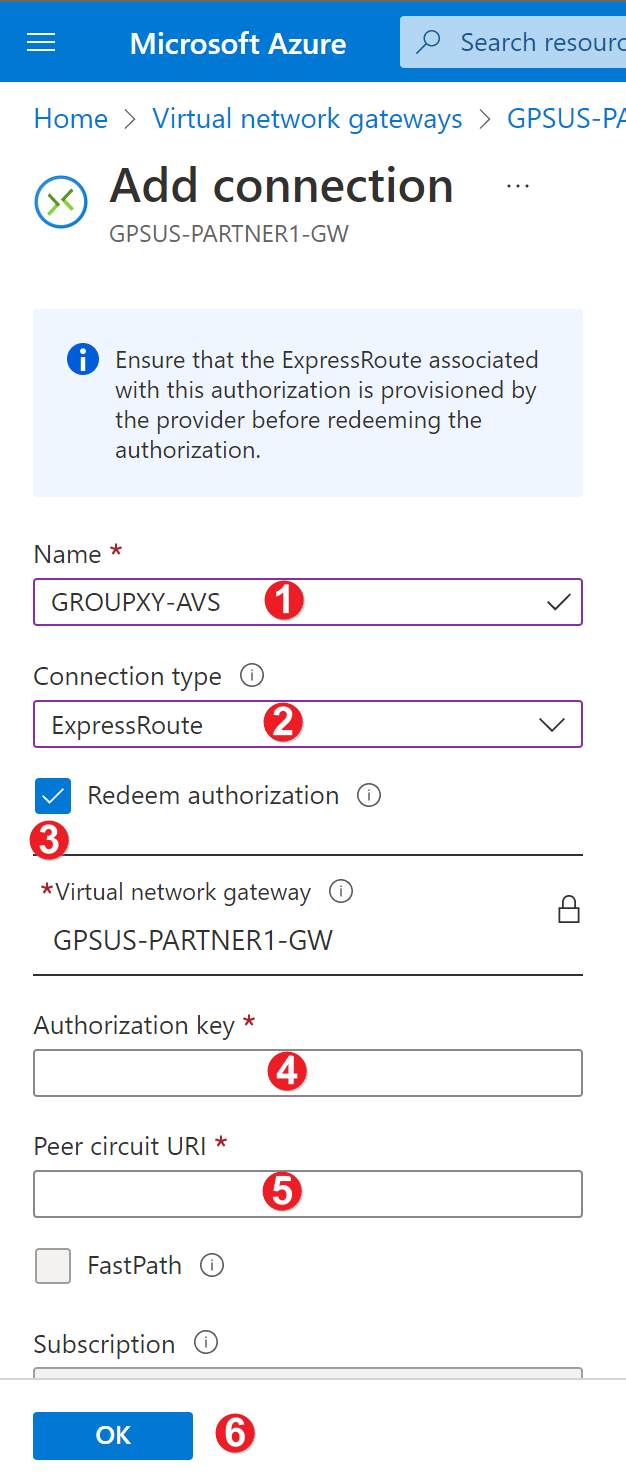 Microsoft Azure
Search resourc
Home > Virtual network gateways > GPSUS-PA
Add connection ...
GPSUS-PARTNER1-GW
Ensure that the ExpressRoute associated
with this authorization is provisioned by
the provider before redeeming the
authorization.
Name *
GROUPXY-AVS 1
Connection type
ExpressRoute 2
Redeem authorization
3
*Virtual network gateway
GPSUS-PARTNER1-GW
Authorization key *
4
Peer circuit URI *
5
FastPath
Subscription
OK 6